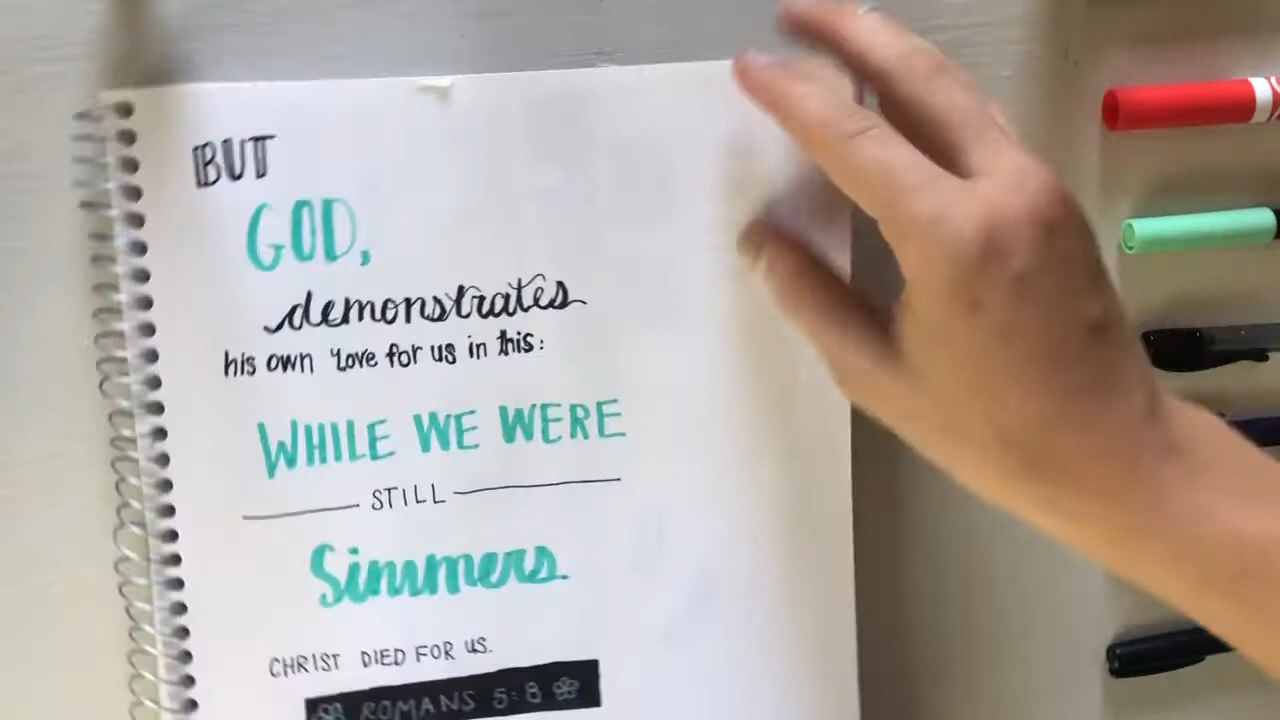 BUT
GOD,
demonstrates
his own love for us in this:
WHILE WE WERE
STILL
Simmers.
CHRIST DIED FOR US.
ROMANS 5:8